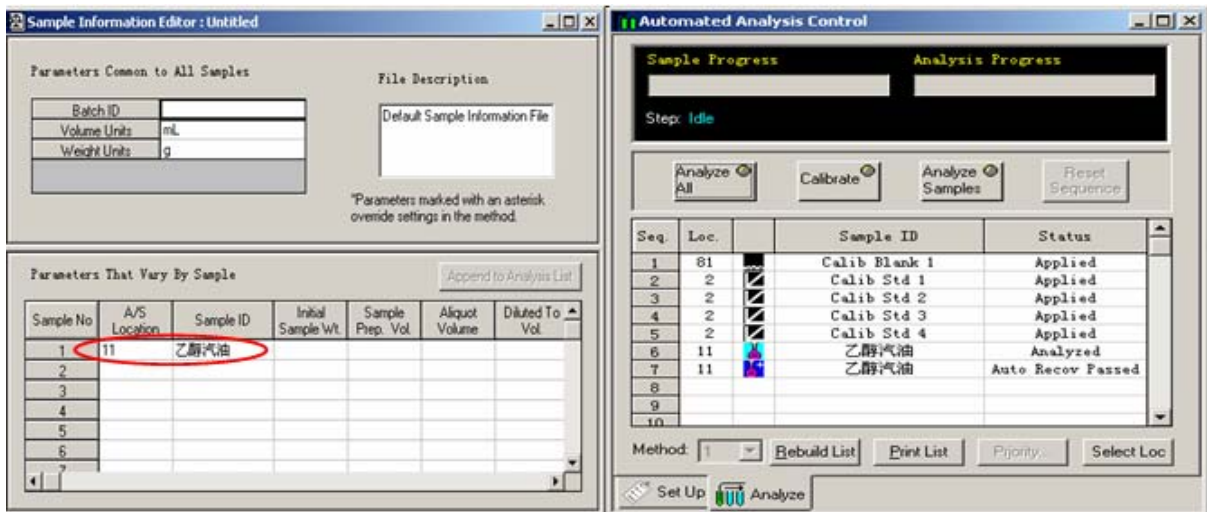 Sample Information Editor : Untitled
Parameters Common to All Samples
Batch ID
Volume Units mL
Weight Units g
File Description
Default Sample Information File
*Parameters marked with an asterisk
override settings in the method.
Parameters That Vary By Sample
Append to Analysis List
Sample No A/S Location Sample ID Initial Sample Wt. Sample Prep. Vol. Aliquot Volume Diluted To Vol.
1 11 乙醇汽油
2
3
4
5
6
7
Automated Analysis Control
Sample Progress Analysis Progress
Step: Idle
Analyze All Calibrate Analyze Samples Reset Sequence
Seq. Loc. Sample ID Status
1 81 Calib Blank 1 Applied
2 2 Calib Std 1 Applied
3 2 Calib Std 2 Applied
4 2 Calib Std 3 Applied
5 2 Calib Std 4 Applied
6 11 乙醇汽油 Analyzed
7 11 乙醇汽油 Auto Recov Passed
8
9
10
Method: 1 Rebuild List Print List Priority... Select Loc
Set Up Analyze